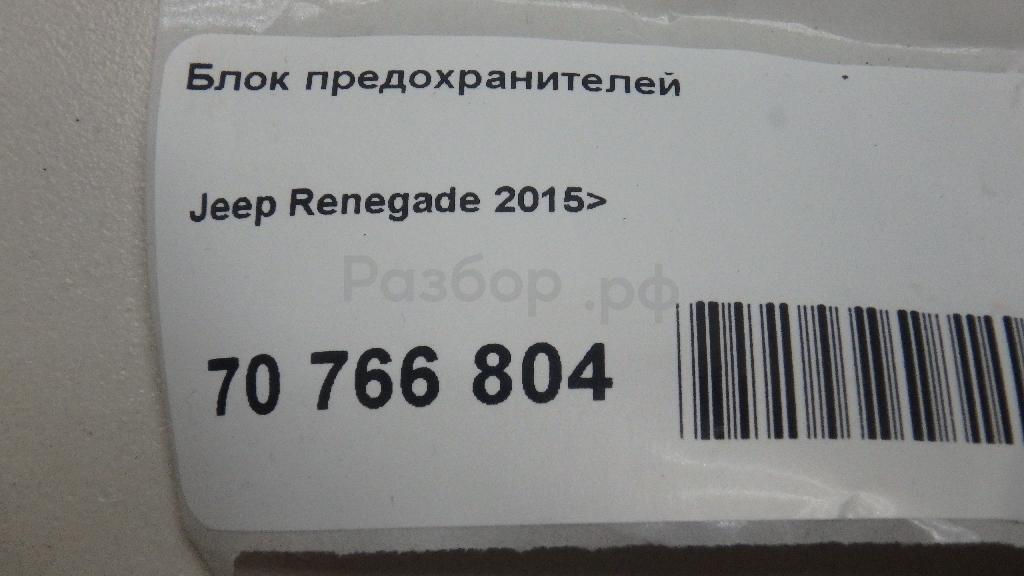 Блок предохранителей
Jeep Renegade 2015>
Разбор.рф
70 766 804